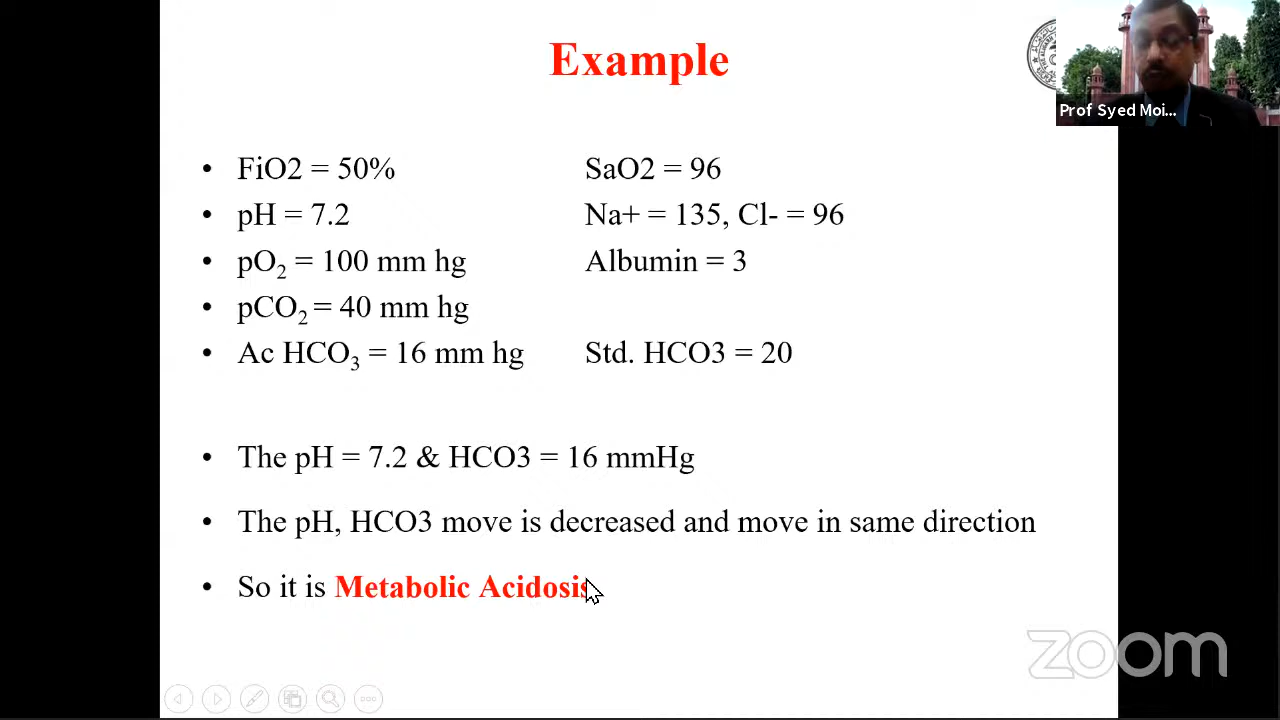 Example
Prof Syed Moi...
• FiO2 = 50% SaO2 = 96
• pH = 7.2 Na+ = 135, Cl- = 96
• pO₂ = 100 mm hg Albumin = 3
• pCO₂ = 40 mm hg
• Ac HCO₃ = 16 mm hg Std. HCO3 = 20
• The pH = 7.2 & HCO3 = 16 mmHg
• The pH, HCO3 move is decreased and move in same direction
• So it is Metabolic Acidosis
zoom